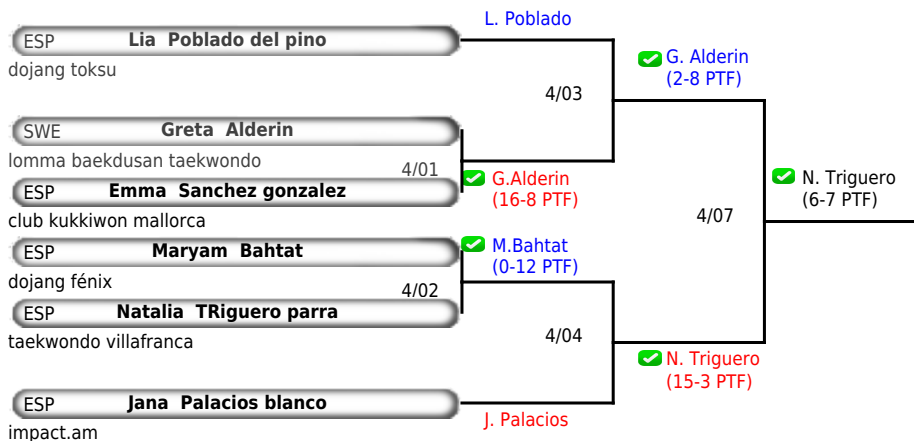 L. Poblado
ESP Lia Poblado del pino
dojang toksu
G. Alderin
(2-8 PTF)
4/03
SWE Greta Alderin
lomma baekdusan taekwondo
4/01
G.Alderin
(16-8 PTF)
ESP Emma Sanchez gonzalez
club kukkiwon mallorca
N. Triguero
(6-7 PTF)
4/07
ESP Maryam Bahtat
dojang fénix
M.Bahtat
(0-12 PTF)
4/02
ESP Natalia TRiguero parra
taekwondo villafranca
4/04
N. Triguero
(15-3 PTF)
ESP Jana Palacios blanco
impact.am
J. Palacios